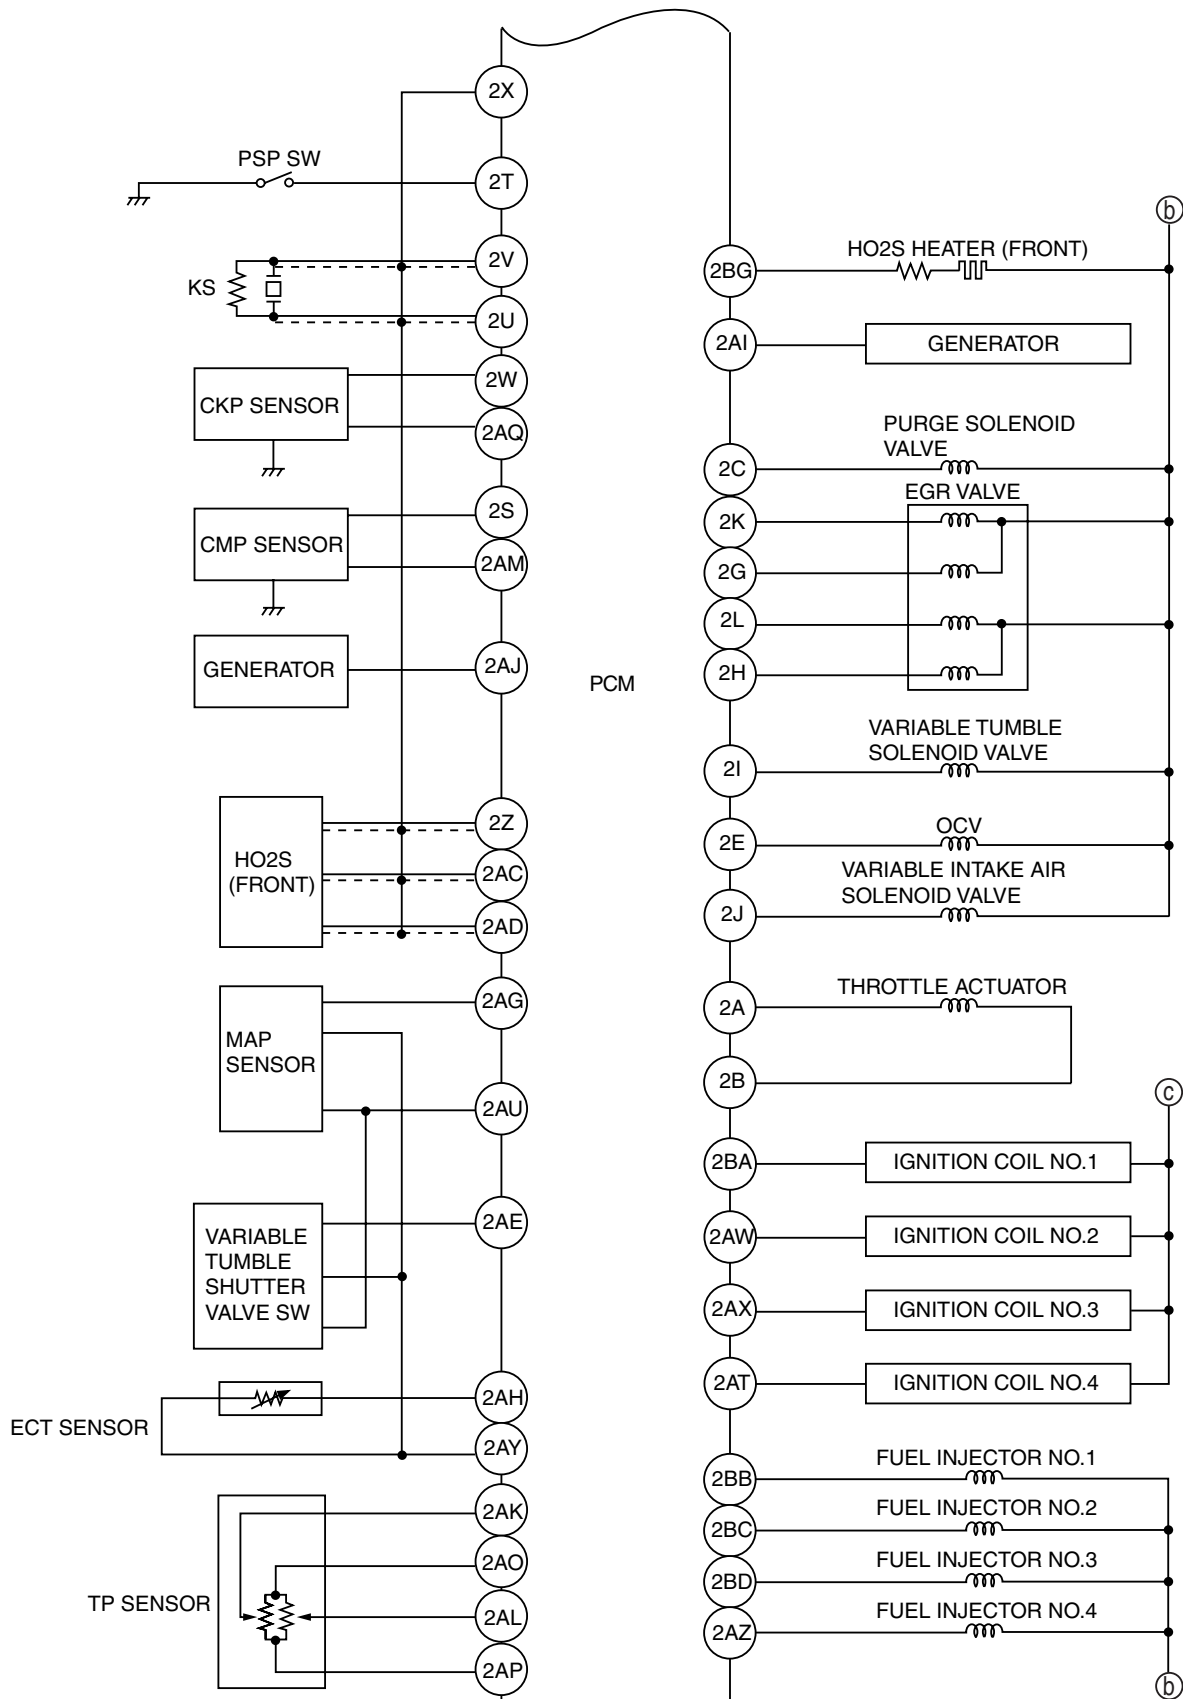 2X
PSP SW
2T
b
2V
HO2S HEATER (FRONT)
2BG
KS
2U
2AI
GENERATOR
2W
CKP SENSOR
2AQ
PURGE SOLENOID
VALVE
2C
EGR VALVE
2S
2K
CMP SENSOR
2AM
2G
2L
GENERATOR
2AJ
2H
PCM
VARIABLE TUMBLE
SOLENOID VALVE
2I
2Z
OCV
2E
HO2S
(FRONT)
2AC
VARIABLE INTAKE AIR
SOLENOID VALVE
2J
2AD
2AG
THROTTLE ACTUATOR
2A
MAP
SENSOR
2B
c
2AU
2BA
IGNITION COIL NO.1
2AE
VARIABLE
TUMBLE
SHUTTER
VALVE SW
2AW
IGNITION COIL NO.2
2AX
IGNITION COIL NO.3
2AT
IGNITION COIL NO.4
2AH
ECT SENSOR
2AY
FUEL INJECTOR NO.1
2BB
2AK
FUEL INJECTOR NO.2
2BC
2AO
FUEL INJECTOR NO.3
2BD
TP SENSOR
2AL
FUEL INJECTOR NO.4
2AZ
2AP
b